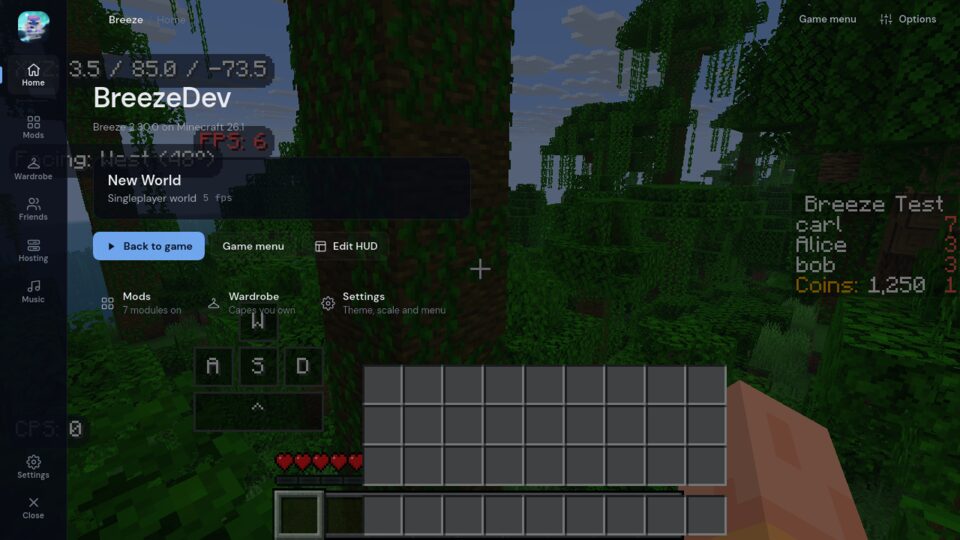 Breeze / Home
Game menu
Options
3.5 / 85.0 / -73.5
Home
BreezeDev
Breeze 2.30.0 on Minecraft 26.1
Mods
FPS: 6
Facing: West (489)
Wardrobe
New World
Singleplayer world 5 fps
Friends
Breeze Test
carl 7
Alice 3
bob 3
Coins: 1,250 1
Hosting
Back to game
Game menu
Edit HUD
Music
Mods
7 modules on
Wardrobe
Capes you own
Settings
Theme, scale and menu
W
A S D
^
CPS: 0
Settings
Close